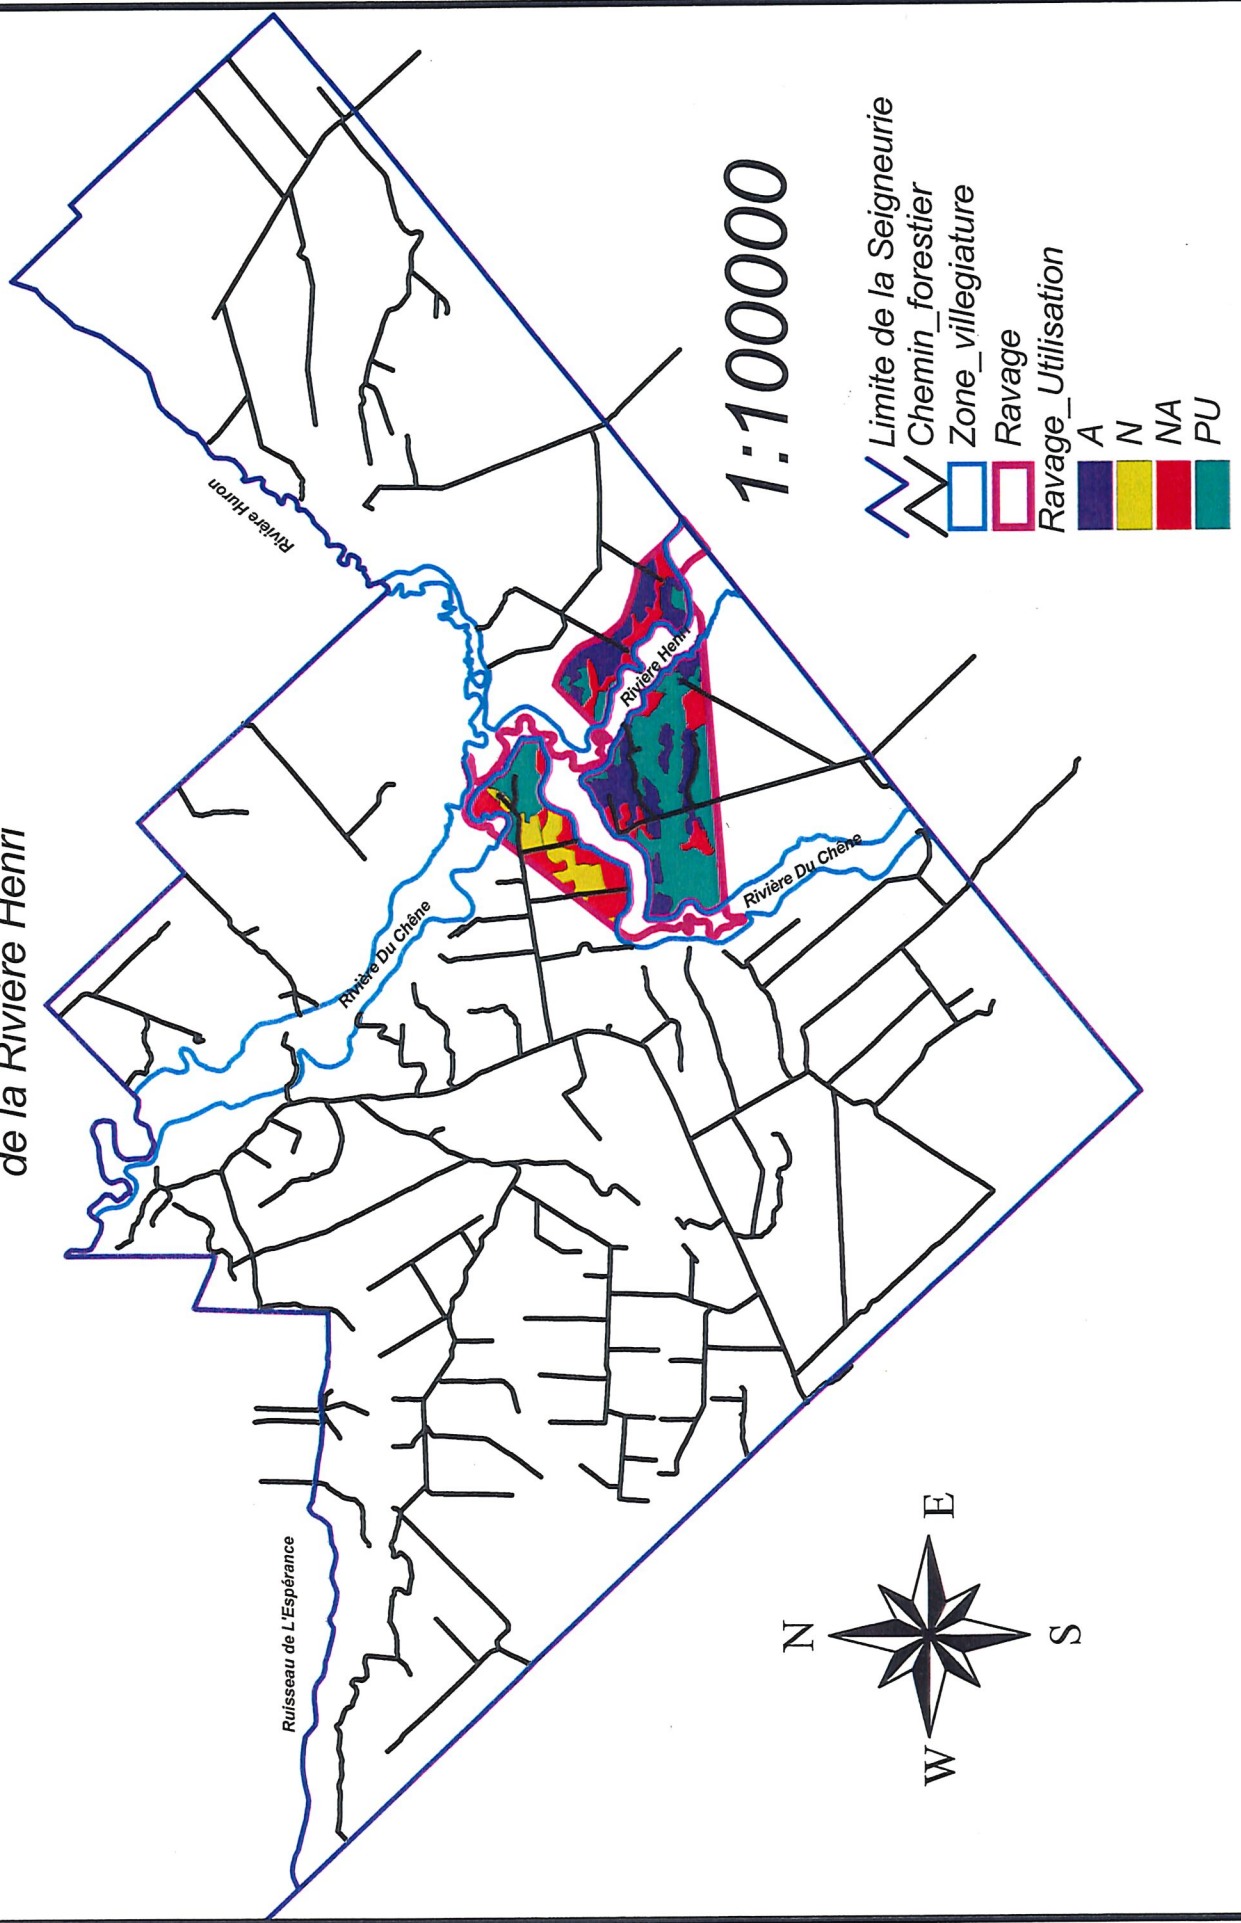 de la Rivière Henri
Rivière Huron
Rivière Henri
Rivière Du Chêne
Rivière Du Chêne
Ruisseau de L'Espérance
1:100000
Limite de la Seigneurie
Chemin_forestier
Zone_villegiature
Ravage
Ravage_Utilisation
A
N
NA
PU
N
W
E
S